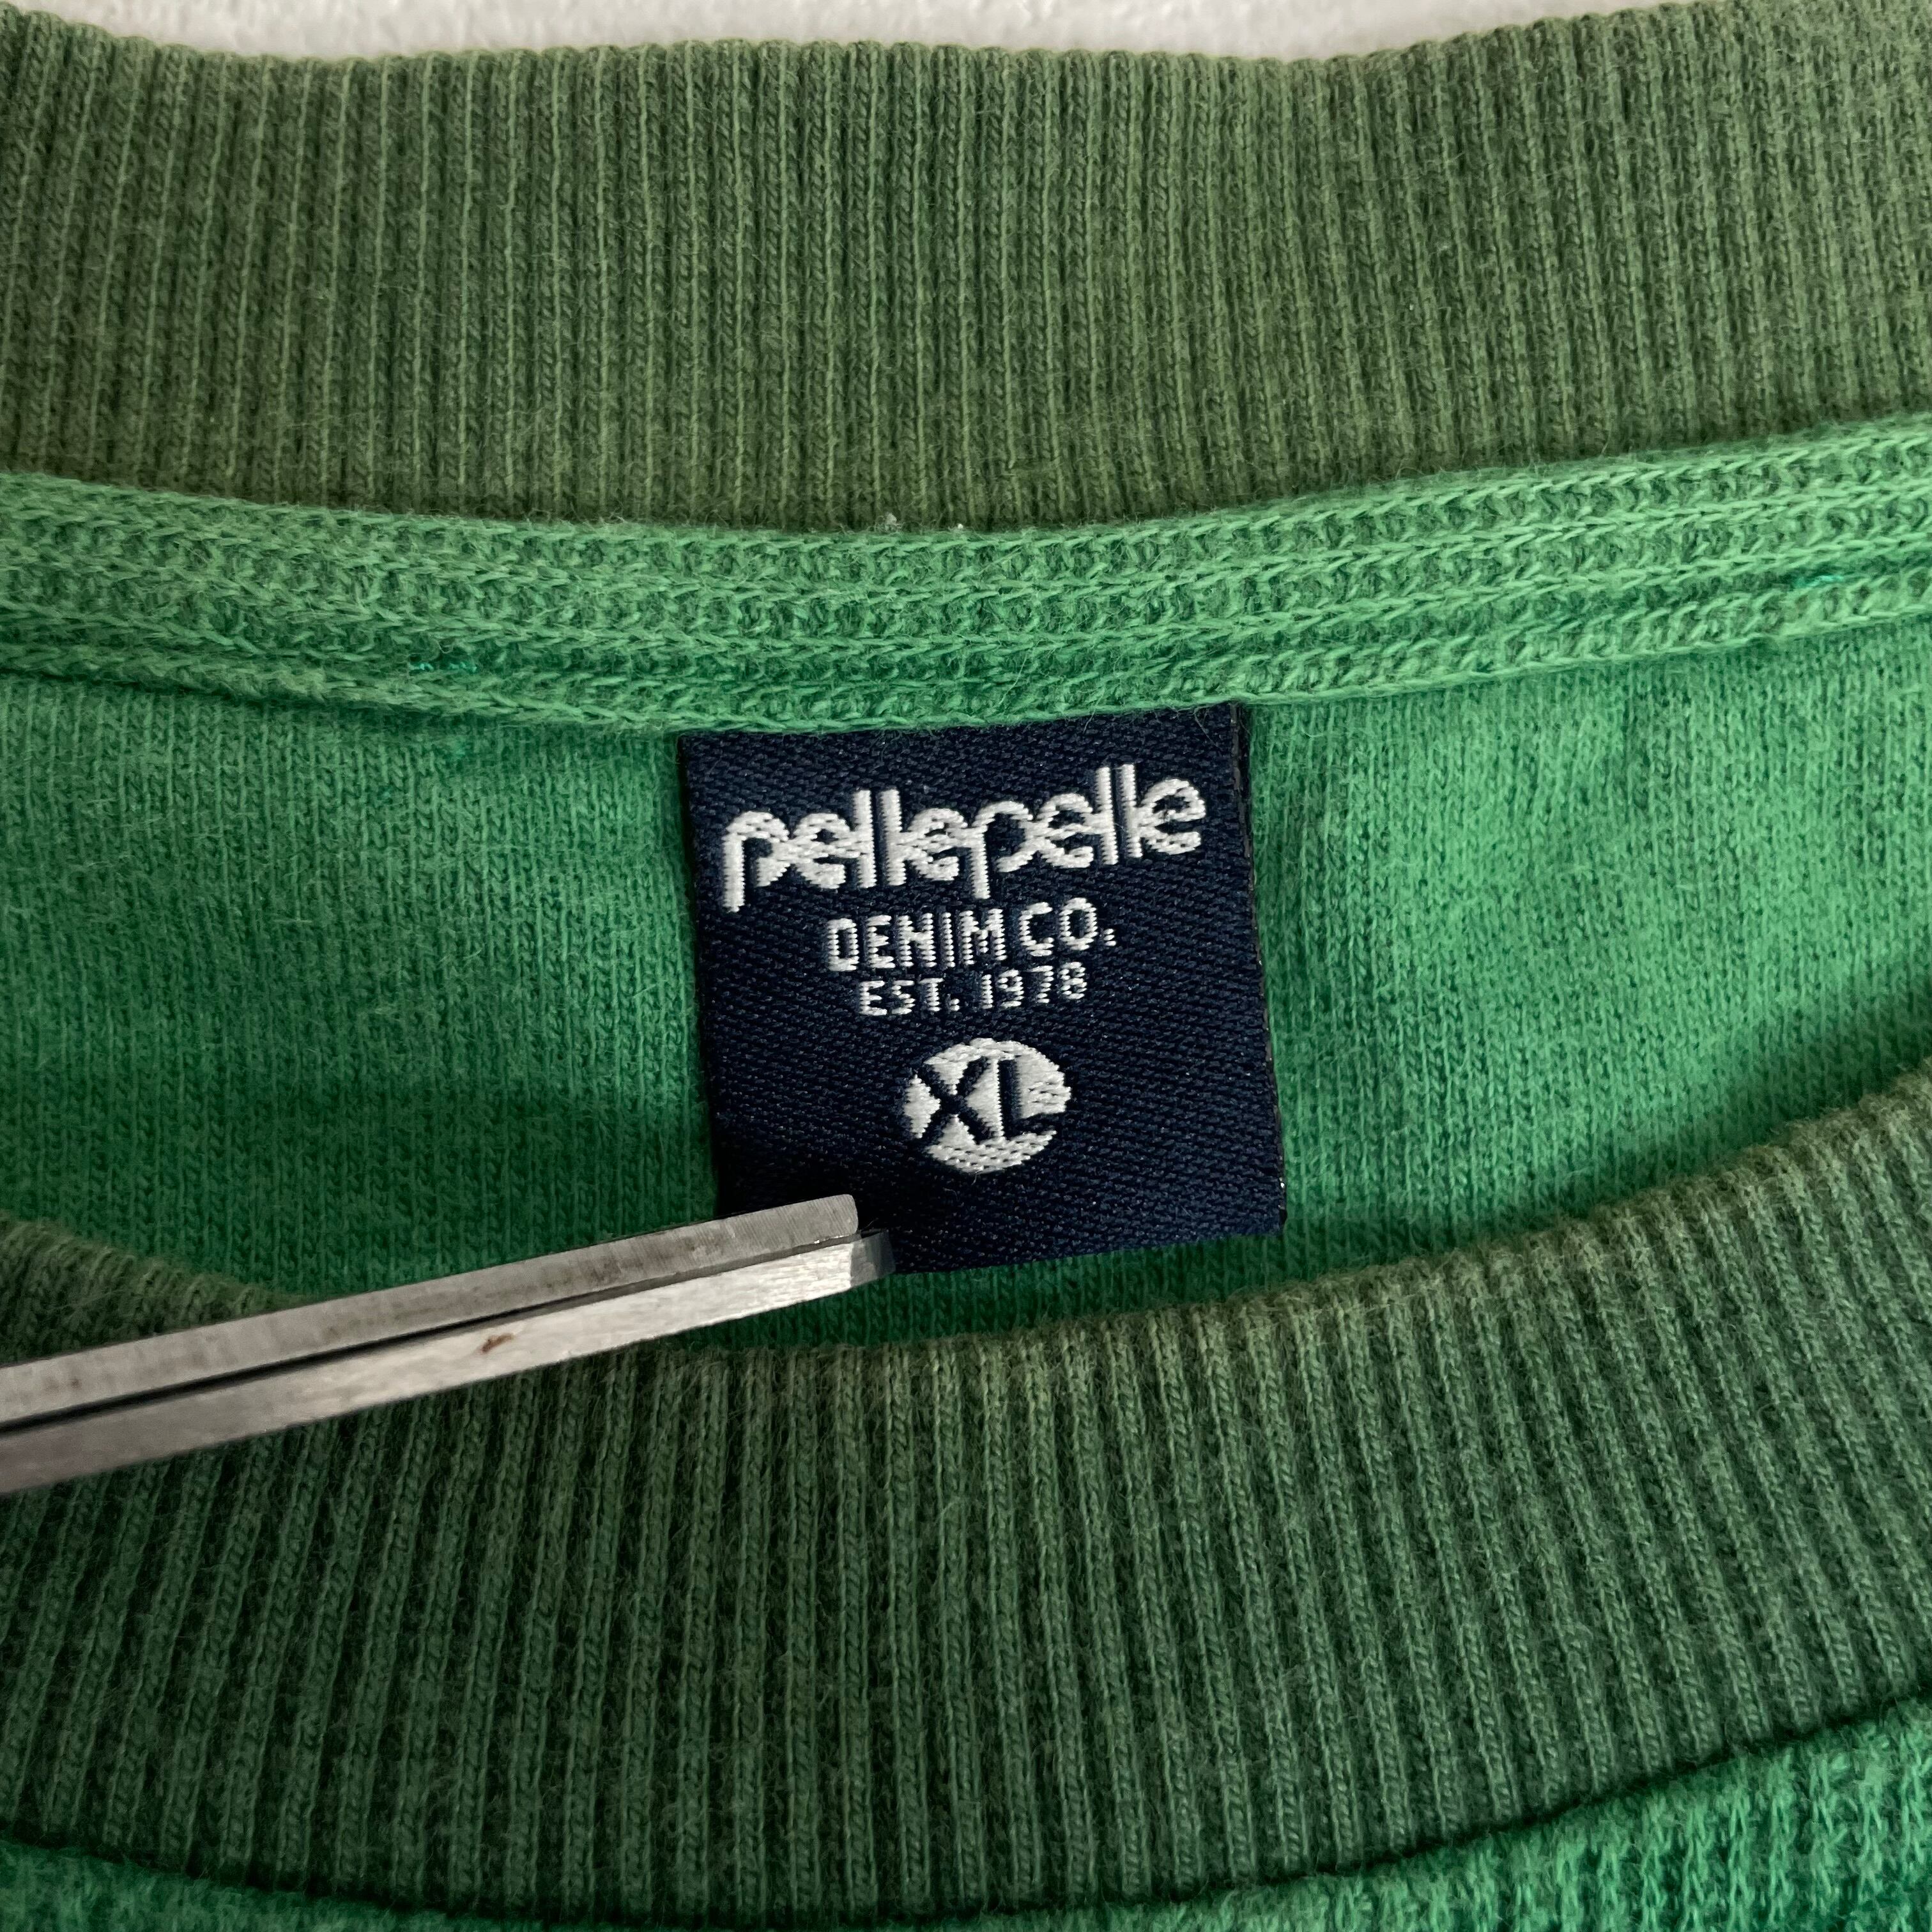 pellepelle
DENIM CO.
EST. 1978
XL